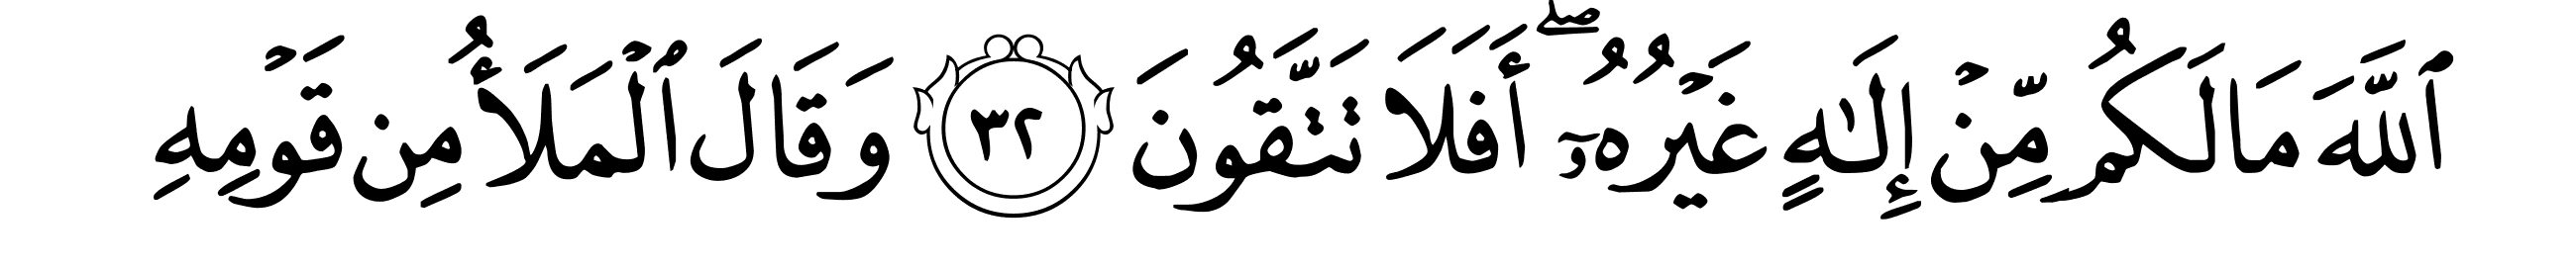 ٱللَّهَ مَا لَكُم مِّنْ إِلَـٰهٍ غَيْرُهُۥٓ ۖ أَفَلَا تَتَّقُونَ ٣٢ وَقَالَ ٱلْمَلَأُ مِن قَوْمِهِ